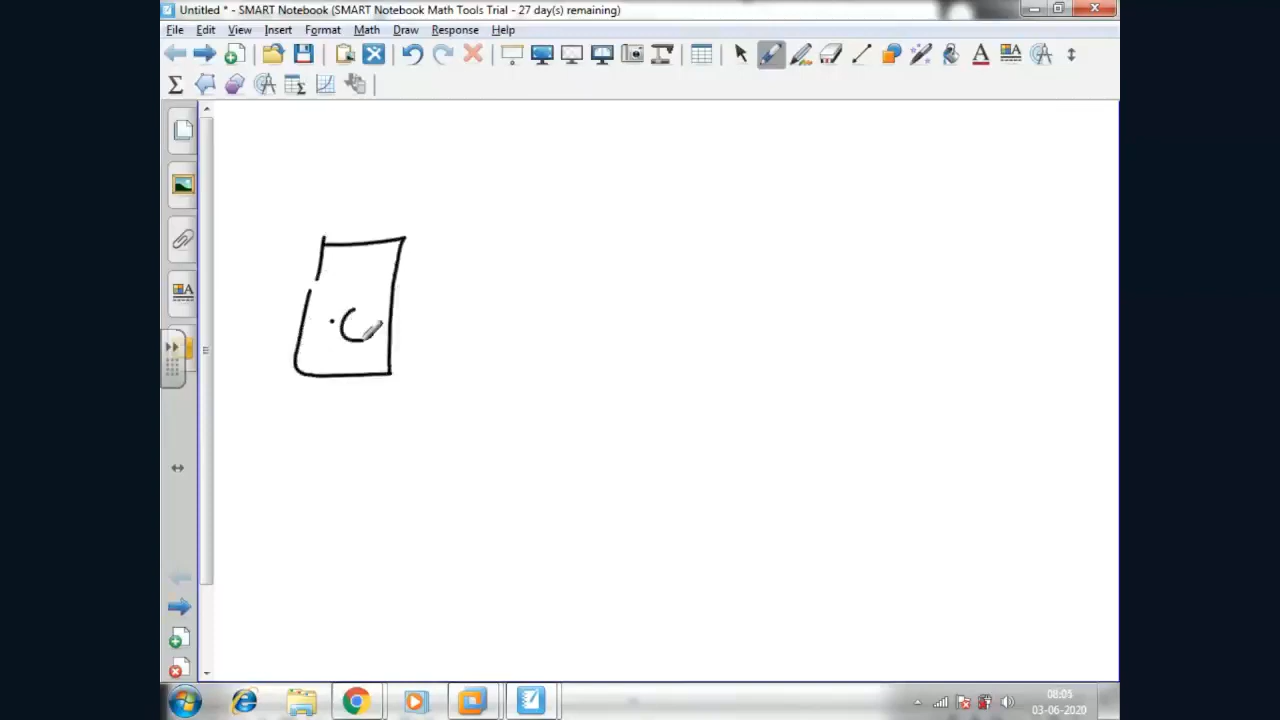 Untitled * - SMART Notebook (SMART Notebook Math Tools Trial - 27 day(s) remaining)
File Edit View Insert Format Math Draw Response Help
.C
08:05
03-06-2020